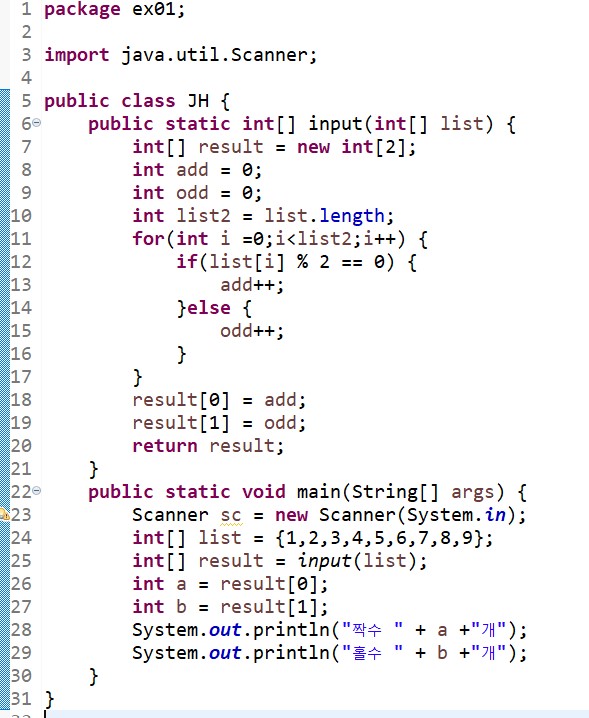 1 package ex01;
2
3 import java.util.Scanner;
4
5 public class JH {
6 public static int[] input(int[] list) {
7 int[] result = new int[2];
8 int add = 0;
9 int odd = 0;
10 int list2 = list.length;
11 for(int i =0;i<list2;i++) {
12 if(list[i] % 2 == 0) {
13 add++;
14 }else {
15 odd++;
16 }
17 }
18 result[0] = add;
19 result[1] = odd;
20 return result;
21 }
22 public static void main(String[] args) {
23 Scanner sc = new Scanner(System.in);
24 int[] list = {1,2,3,4,5,6,7,8,9};
25 int[] result = input(list);
26 int a = result[0];
27 int b = result[1];
28 System.out.println("짝수 " + a +"개");
29 System.out.println("홀수 " + b +"개");
30 }
31 }